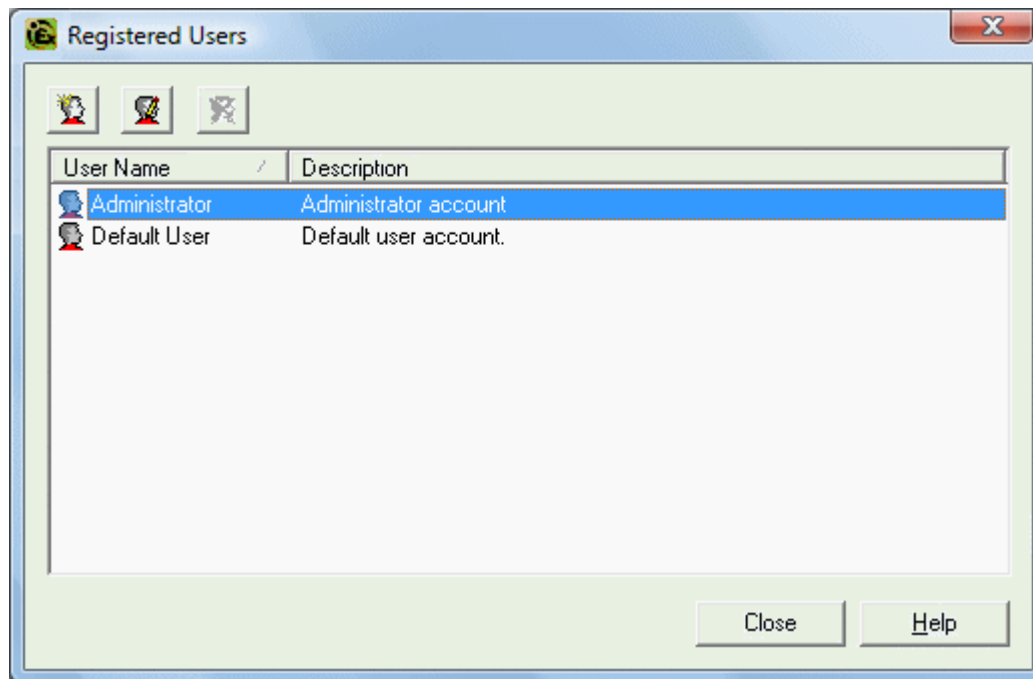 Registered Users
User Name Description
Administrator Administrator account
Default User Default user account.
Close Help